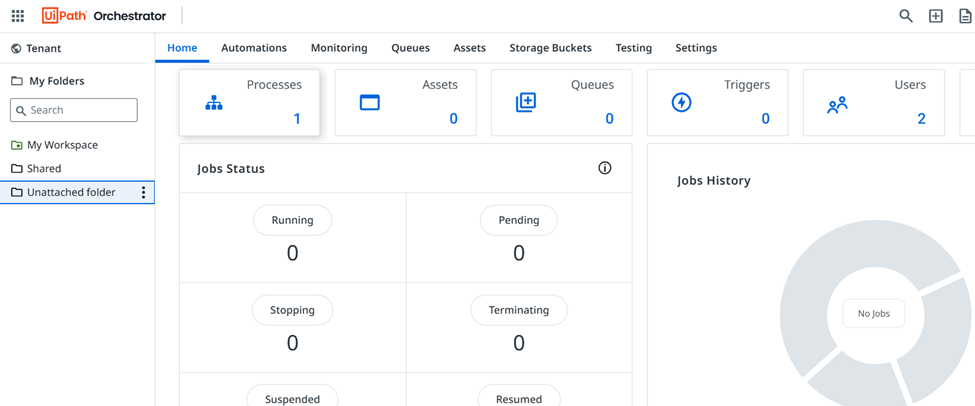 UiPath Orchestrator
Tenant
Home Automations Monitoring Queues Assets Storage Buckets Testing Settings
My Folders
Search
My Workspace
Shared
Unattached folder
Processes
1
Assets
0
Queues
0
Triggers
0
Users
2
Jobs Status
Running
0
Pending
0
Stopping
0
Terminating
0
Suspended
Resumed
Jobs History
No Jobs